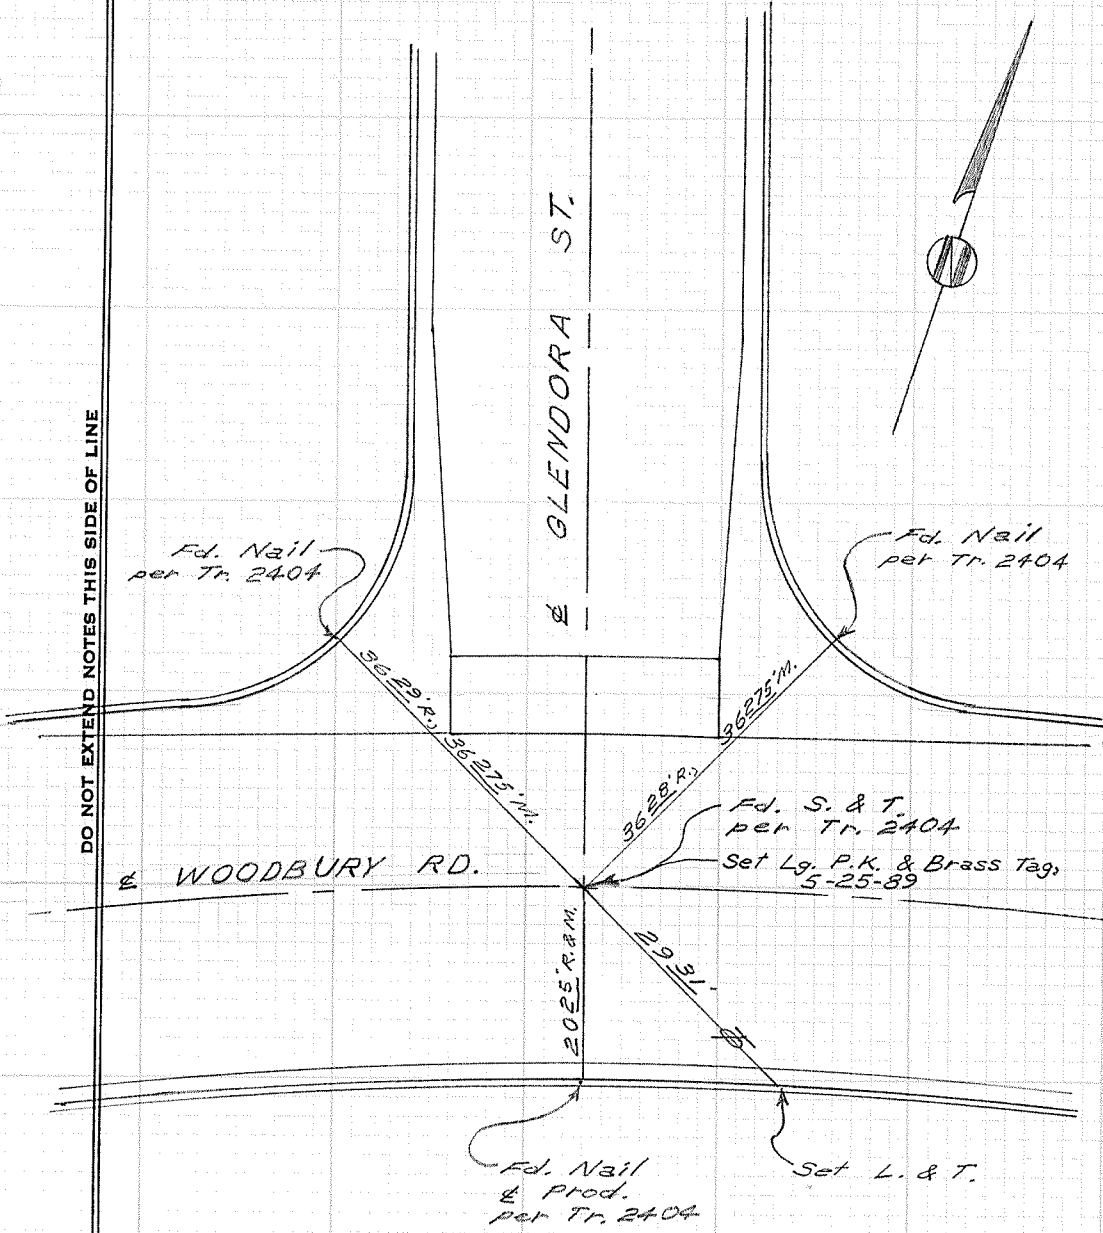 DO NOT EXTEND NOTES THIS SIDE OF LINE
℄ GLENDORA ST.
Fd. Nail
per Tr. 2404
Fd. Nail
per Tr. 2404
36.29' R.,
36.275' M.
36.275' M.
36.28' R.,
Fd. S. & T.
per Tr. 2404
Set Lg. P.K. & Brass Tag,
5-25-89
℄ WOODBURY RD.
20.25' R. & M.
29.31
Fd. Nail
℄ Prod.
per Tr. 2404
Set L. & T.